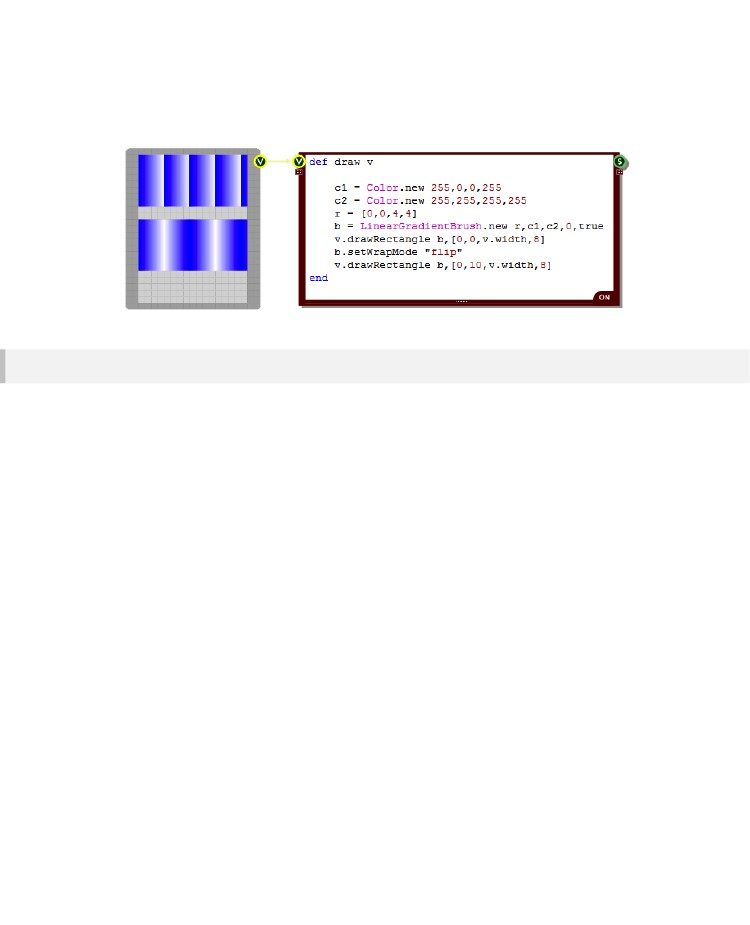 V V def draw v S
c1 = Color.new 255,0,0,255
c2 = Color.new 255,255,255,255
r = [0,0,4,4]
b = LinearGradientBrush.new r,c1,c2,0,true
v.drawRectangle b,[0,0,v.width,8]
b.setWrapMode "flip"
v.drawRectangle b,[0,10,v.width,8]
end
ON